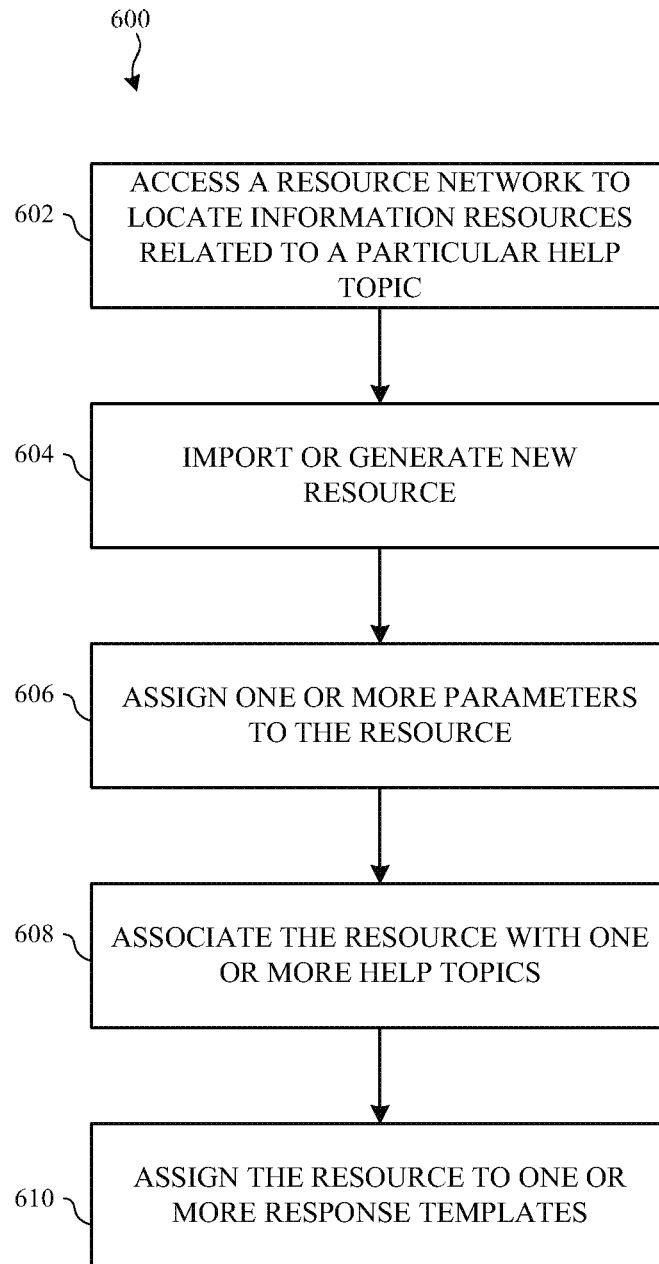 600
602
ACCESS A RESOURCE NETWORK TO
LOCATE INFORMATION RESOURCES
RELATED TO A PARTICULAR HELP
TOPIC
604
IMPORT OR GENERATE NEW
RESOURCE
606
ASSIGN ONE OR MORE PARAMETERS
TO THE RESOURCE
608
ASSOCIATE THE RESOURCE WITH ONE
OR MORE HELP TOPICS
610
ASSIGN THE RESOURCE TO ONE OR
MORE RESPONSE TEMPLATES